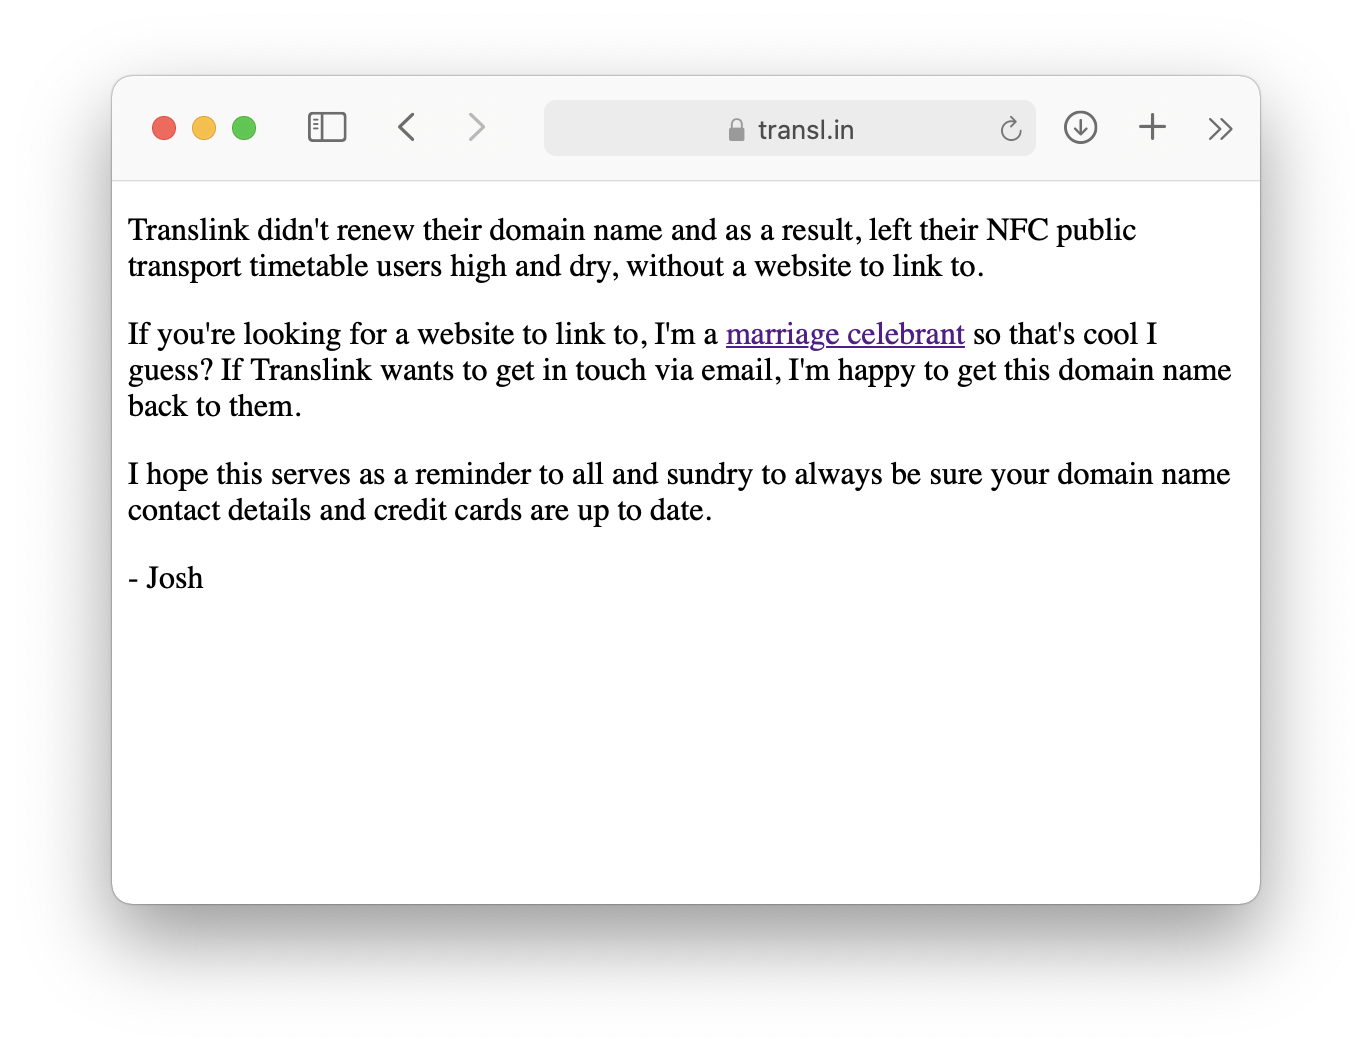 transl.in
Translink didn't renew their domain name and as a result, left their NFC public
transport timetable users high and dry, without a website to link to.
If you're looking for a website to link to, I'm a marriage celebrant so that's cool I
guess? If Translink wants to get in touch via email, I'm happy to get this domain name
back to them.
I hope this serves as a reminder to all and sundry to always be sure your domain name
contact details and credit cards are up to date.
- Josh